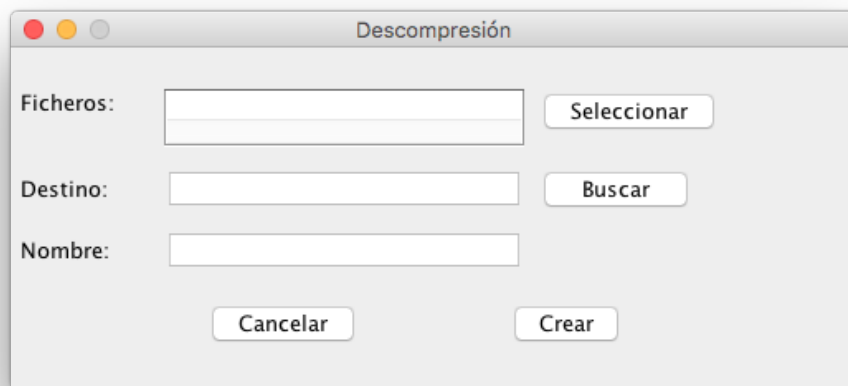 Descompresión
Ficheros:
Seleccionar
Destino:
Buscar
Nombre:
Cancelar
Crear